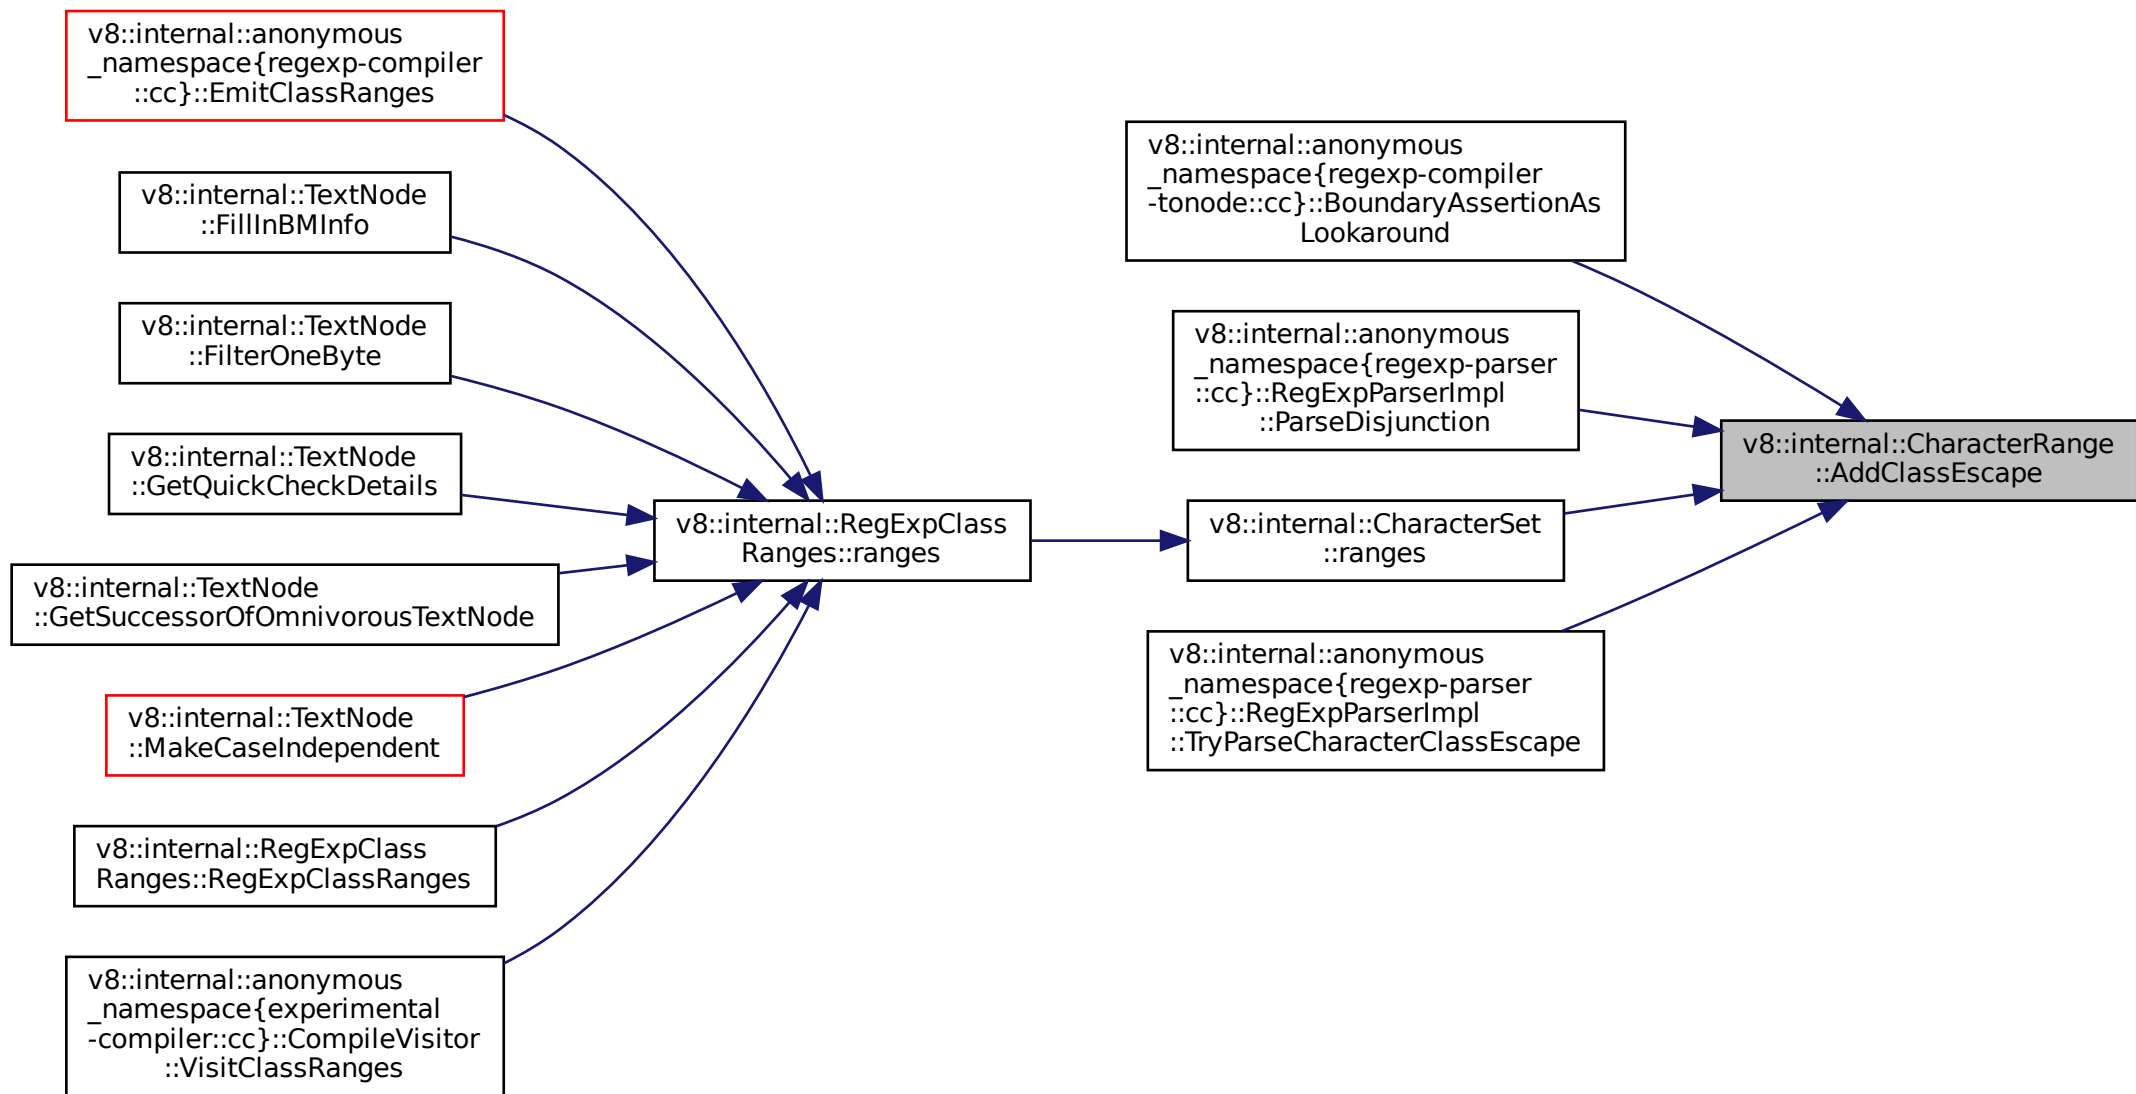 v8::internal::anonymous
_namespace{regexp-compiler
::cc}::EmitClassRanges
v8::internal::TextNode
::FillInBMInfo
v8::internal::TextNode
::FilterOneByte
v8::internal::TextNode
::GetQuickCheckDetails
v8::internal::TextNode
::GetSuccessorOfOmnivorousTextNode
v8::internal::TextNode
::MakeCaseIndependent
v8::internal::RegExpClass
Ranges::RegExpClassRanges
v8::internal::anonymous
_namespace{experimental
-compiler::cc}::CompileVisitor
::VisitClassRanges
v8::internal::RegExpClass
Ranges::ranges
v8::internal::anonymous
_namespace{regexp-compiler
-tonode::cc}::BoundaryAssertionAs
Lookaround
v8::internal::anonymous
_namespace{regexp-parser
::cc}::RegExpParserImpl
::ParseDisjunction
v8::internal::CharacterSet
::ranges
v8::internal::anonymous
_namespace{regexp-parser
::cc}::RegExpParserImpl
::TryParseCharacterClassEscape
v8::internal::CharacterRange
::AddClassEscape